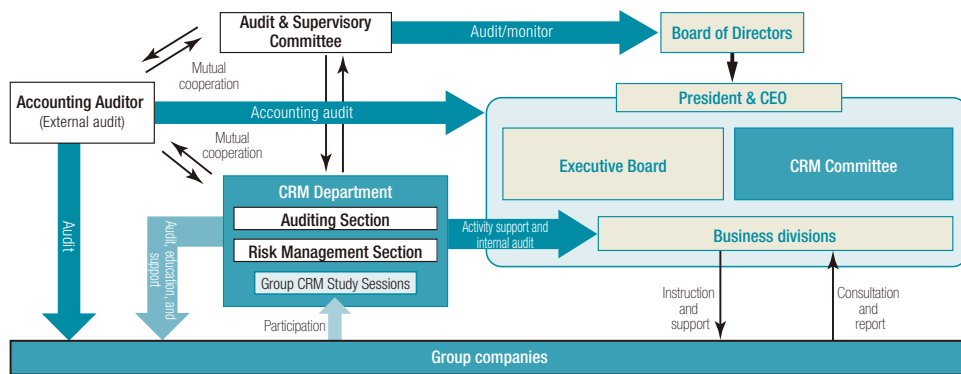 Audit & Supervisory
Committee
Audit/monitor
Board of Directors
Mutual
cooperation
President & CEO
Accounting Auditor
(External audit)
Accounting audit
Mutual
cooperation
Executive Board
CRM Committee
CRM Department
Auditing Section
Risk Management Section
Group CRM Study Sessions
Activity support and
internal audit
Business divisions
Audit
Audit, education, and
support
Participation
Instruction
and
support
Consultation
and
report
Group companies